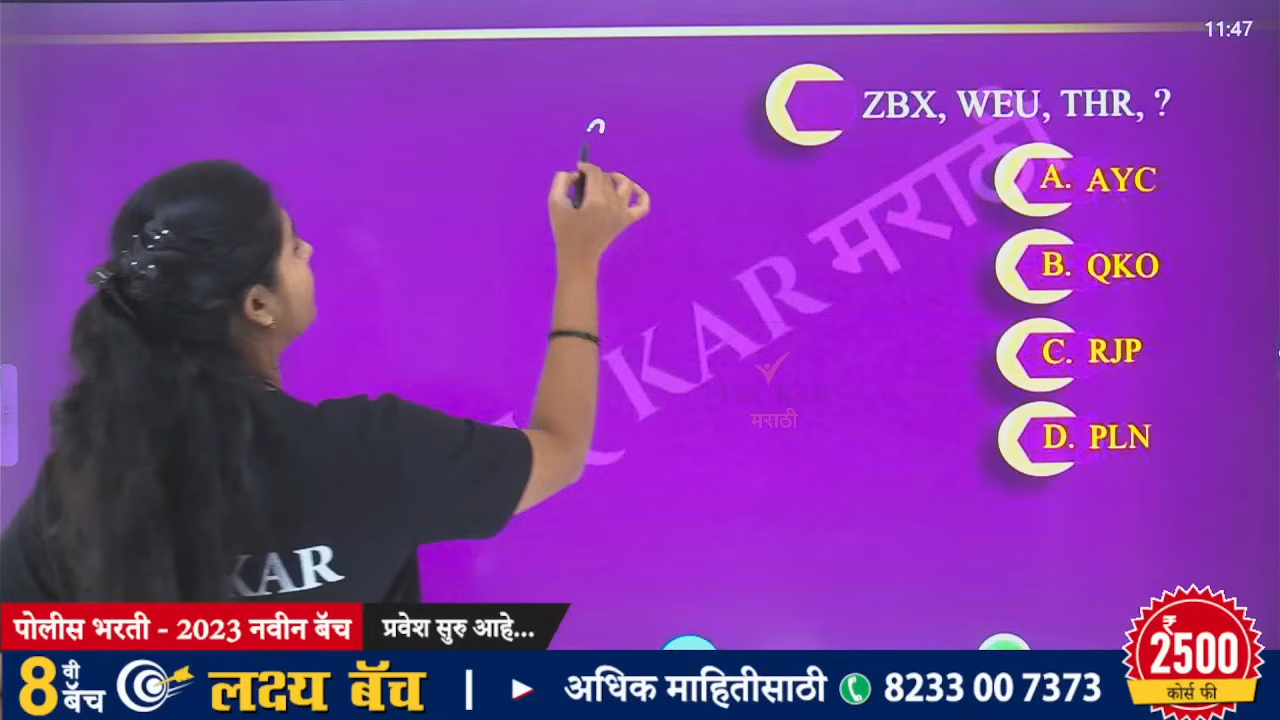 11:47
ZBX, WEU, THR, ?
A. AYC
B. QKO
C. RJP
D. PLN
KAR मराठी
मराठी
KAR
पोलीस भरती - 2023 नवीन बॅच
प्रवेश सुरु आहे...
8 वी बॅच
लक्ष्य बॅच
अधिक माहितीसाठी 8233 00 7373
₹ 2500
कोर्स फी